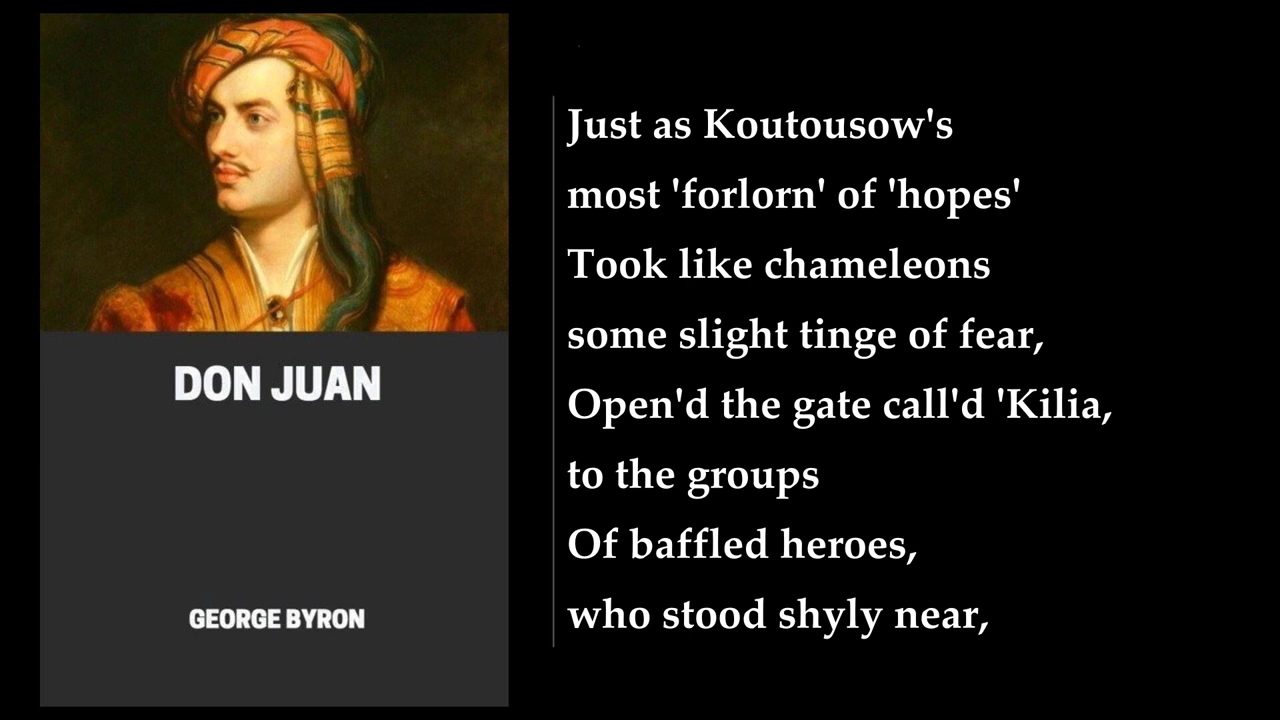 DON JUAN
GEORGE BYRON
Just as Koutousow's
most 'forlorn' of 'hopes'
Took like chameleons
some slight tinge of fear,
Open'd the gate call'd 'Kilia,
to the groups
Of baffled heroes,
who stood shyly near,